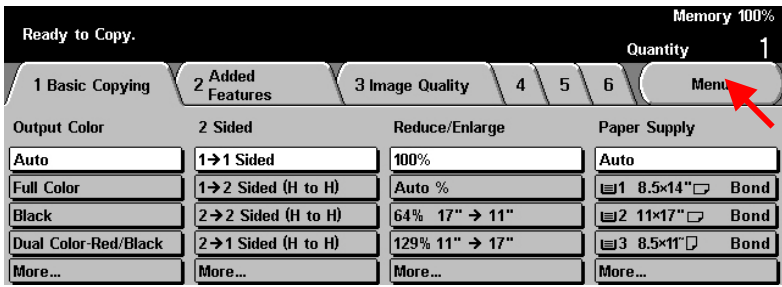 Memory 100%
Ready to Copy.
Quantity 1
1 Basic Copying
2 Added Features
3 Image Quality
4
5
6
Menu
Output Color
Auto
Full Color
Black
Dual Color-Red/Black
More...
2 Sided
1→1 Sided
1→2 Sided (H to H)
2→2 Sided (H to H)
2→1 Sided (H to H)
More...
Reduce/Enlarge
100%
Auto %
64% 17" → 11"
129% 11" → 17"
More...
Paper Supply
Auto
1 8.5×14" Bond
2 11×17" Bond
3 8.5×11" Bond
More...